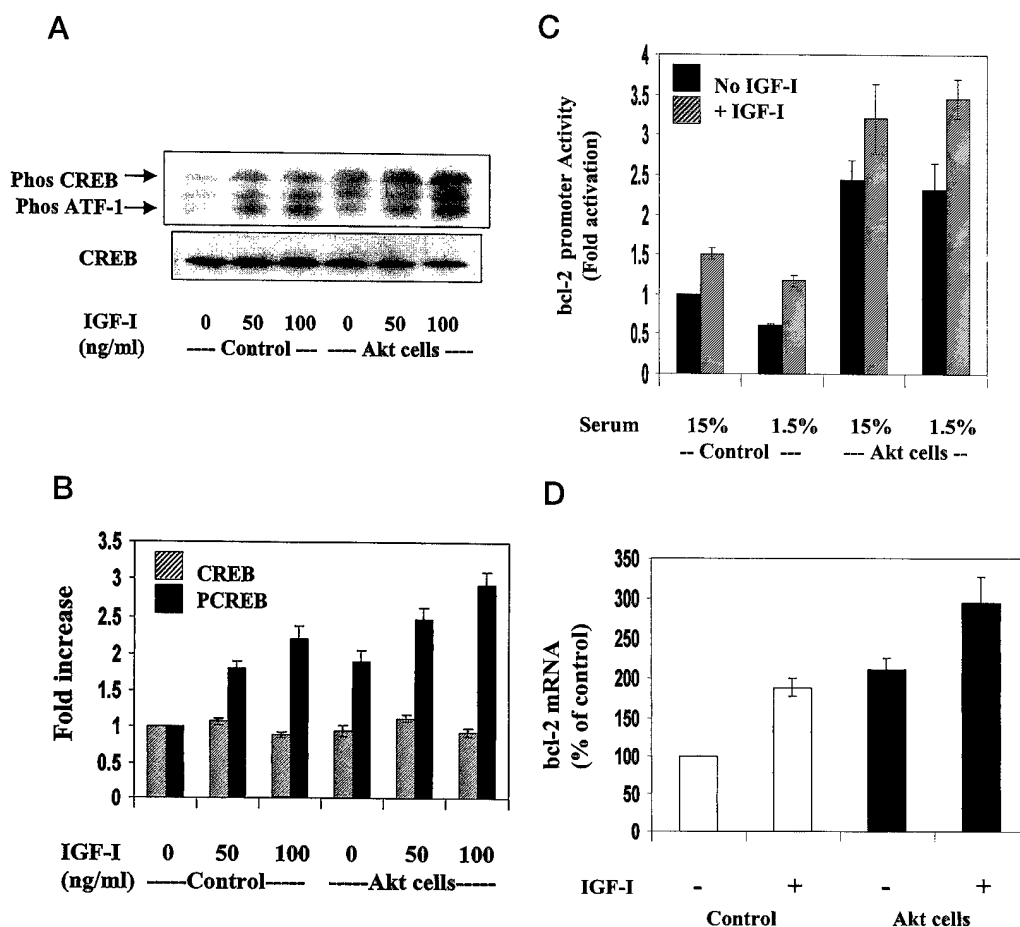 A
Phos CREB
Phos ATF-1
CREB
IGF-I 0 50 100 0 50 100
(ng/ml) ---- Control ---- Akt cells ----
B
3.5
3
2.5
2
1.5
1
0.5
0
Fold increase
CREB
PCREB
IGF-I 0 50 100 0 50 100
(ng/ml) -----Control----- ----Akt cells-----
C
4
3.5
3
2.5
2
1.5
1
0.5
0
bcl-2 promoter Activity
(Fold activation)
No IGF-I
+ IGF-I
Serum 15% 1.5% 15% 1.5%
-- Control --- --- Akt cells --
D
350
300
250
200
150
100
50
0
bcl-2 mRNA
(% of control)
IGF-I - + - +
Control Akt cells